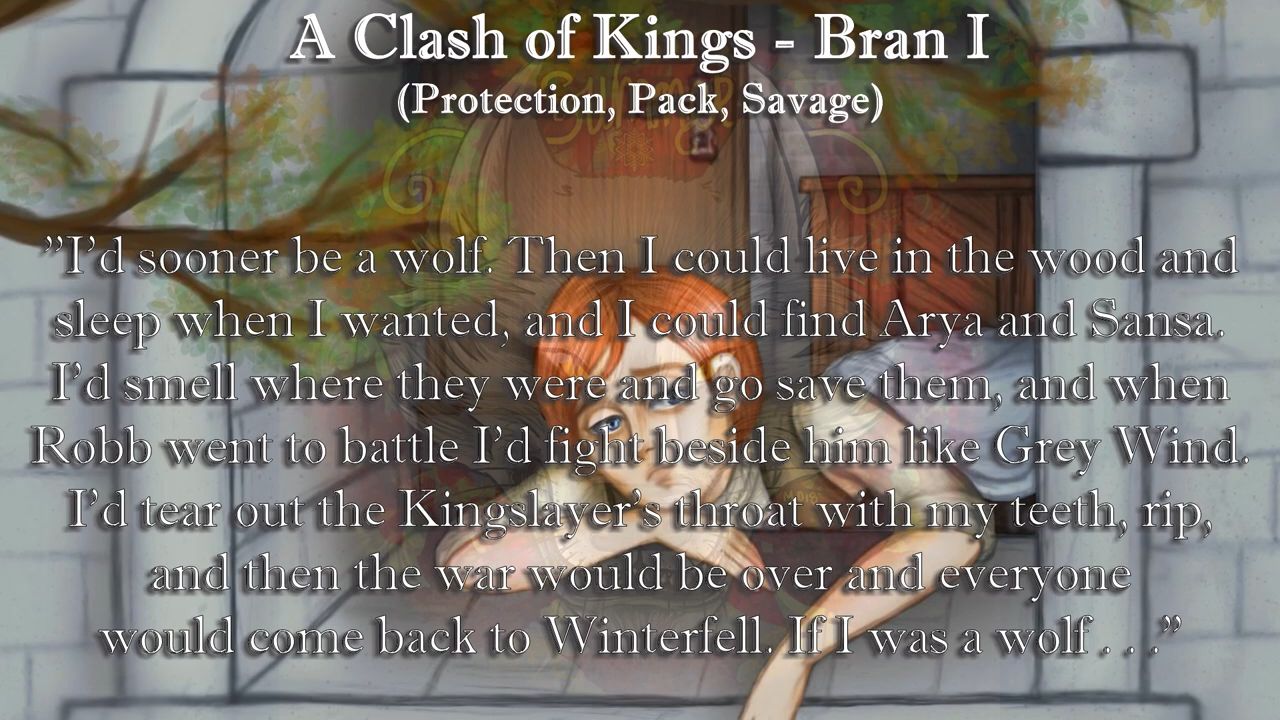 A Clash of Kings - Bran I
(Protection, Pack, Savage)
”I’d sooner be a wolf. Then I could live in the wood and
sleep when I wanted, and I could find Arya and Sansa.
I’d smell where they were and go save them, and when
Robb went to battle I’d fight beside him like Grey Wind.
I’d tear out the Kingslayer’s throat with my teeth, rip,
and then the war would be over and everyone
would come back to Winterfell. If I was a wolf . . .”